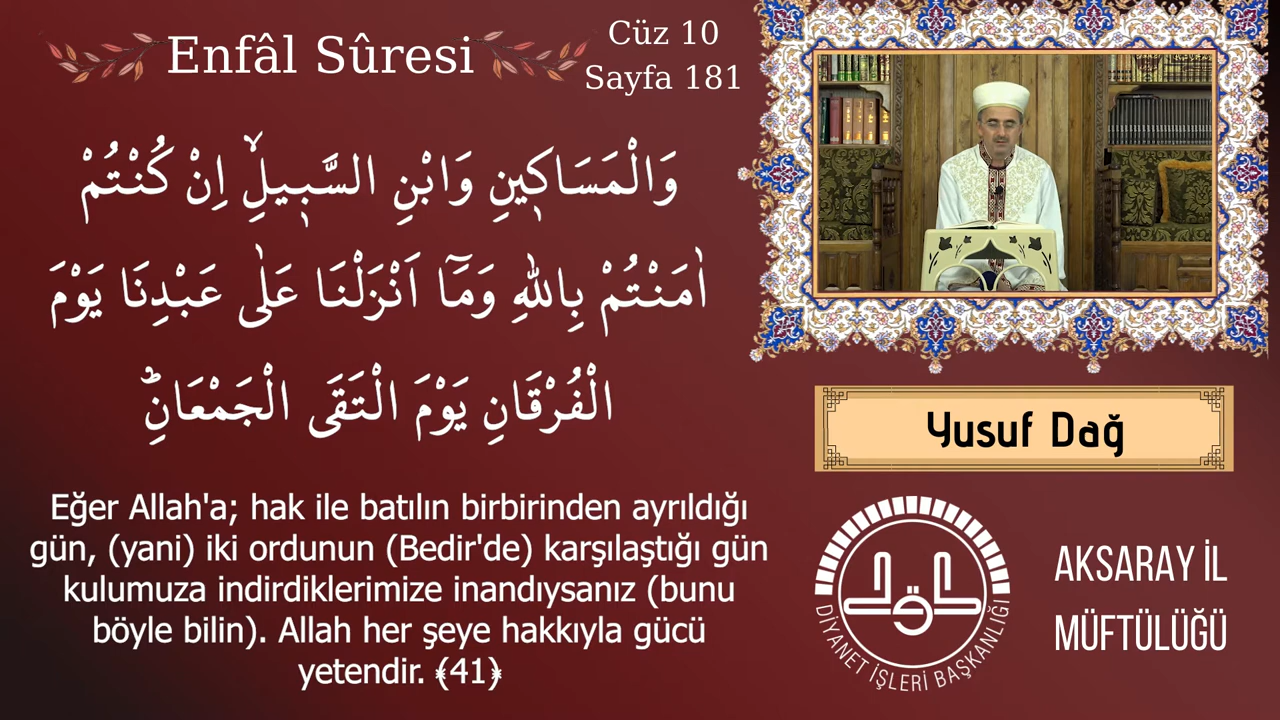 Enfâl Sûresi
Cüz 10
Sayfa 181
وَالْمَسَاك۪ينِ وَابْنِ السَّب۪يلِۙ اِنْ كُنْتُمْ
اٰمَنْتُمْ بِاللّٰهِ وَمَٓا اَنْزَلْنَا عَلٰى عَبْدِنَا يَوْمَ
الْفُرْقَانِ يَوْمَ الْتَقَى الْجَمْعَانِۜ
Eğer Allah'a; hak ile batılın birbirinden ayrıldığı
gün, (yani) iki ordunun (Bedir'de) karşılaştığı gün
kulumuza indirdiklerimize inandıysanız (bunu
böyle bilin). Allah her şeye hakkıyla gücü
yetendir. ﴾41﴿
Yusuf Dağ
DİYANET İŞLERİ BAŞKANLIĞI
AKSARAY İL
MÜFTÜLÜĞÜ